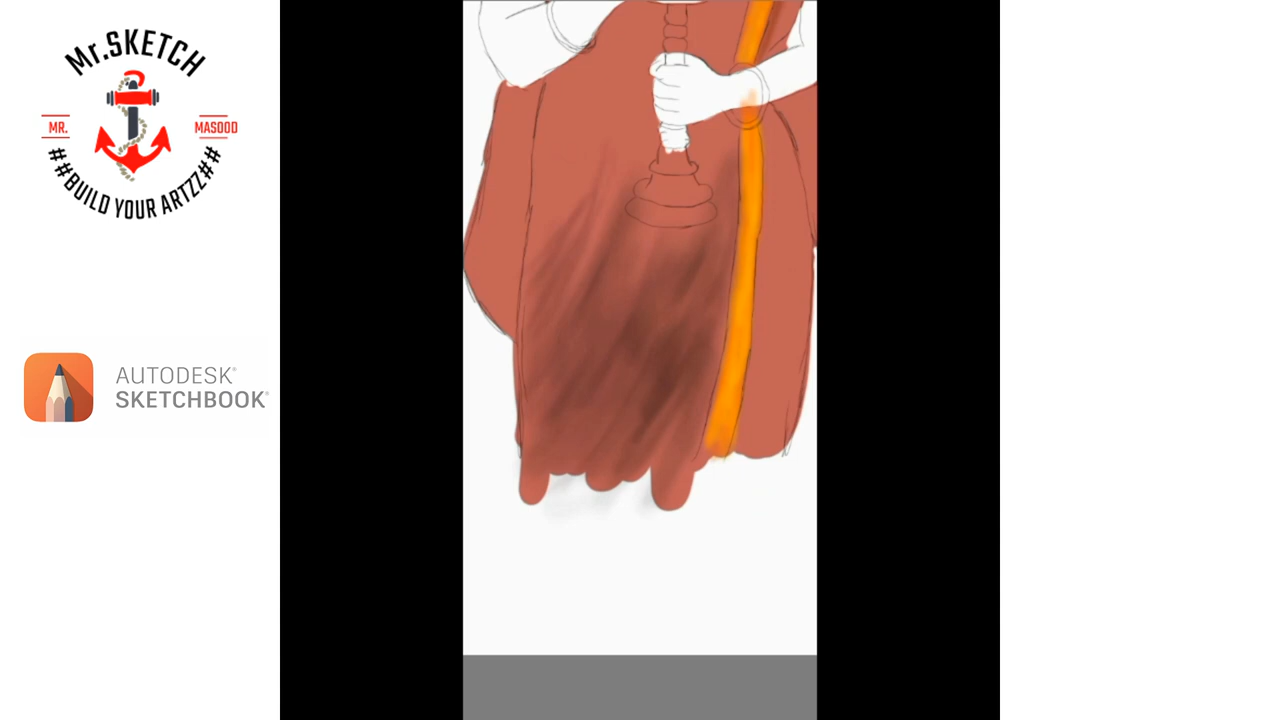 Mr.SKETCH
MR.
MASOOD
##BUILD YOUR ARTZZ##
AUTODESK®
SKETCHBOOK®